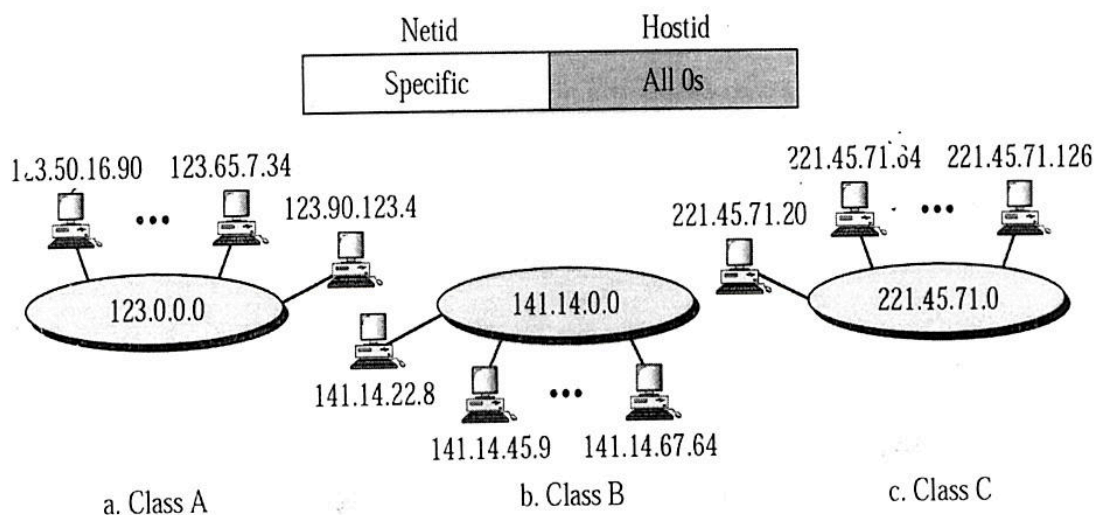 Netid Hostid
Specific All 0s
123.65.7.34
221.45.71.126
123.90.123.4
221.45.71.20
123.0.0.0
141.14.0.0
221.45.71.0
141.14.22.8
141.14.45.9
141.14.67.64
a. Class A
b. Class B
c. Class C